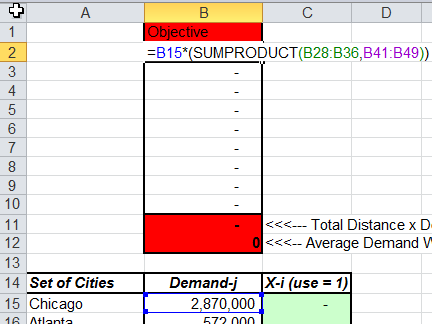 A B C D
1 Objective
2 =B15*(SUMPRODUCT(B28:B36,B41:B49))
3 -
4 -
5 -
6 -
7 -
8 -
9 -
10 -
11 - <<<--- Total Distance x D
12 0 <<<-- Average Demand W
13
14 Set of Cities Demand-j X-i (use = 1)
15 Chicago 2,870,000 -
16 Atlanta 572,000